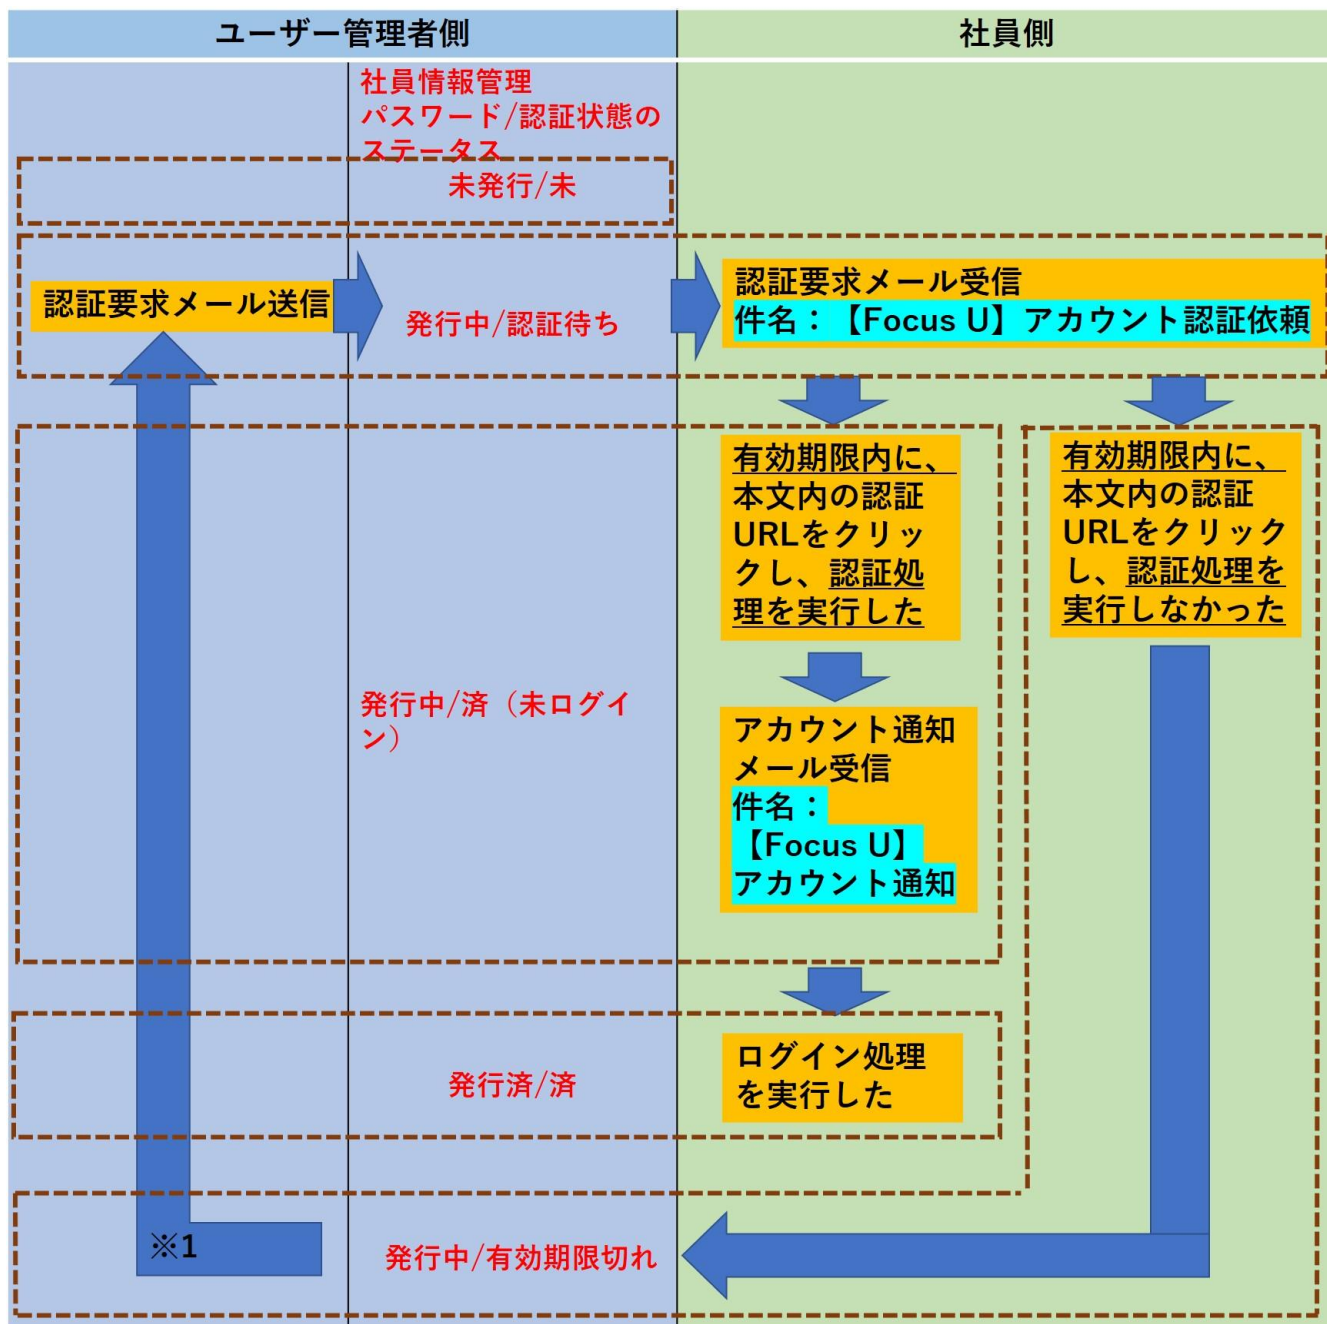 ユーザー管理者側
社員側
社員情報管理
パスワード/認証状態の
ステータス
未発行/未
認証要求メール送信
発行中/認証待ち
認証要求メール受信
件名：【Focus U】アカウント認証依頼
有効期限内に、
本文内の認証
URLをクリッ
クし、認証処
理を実行した
有効期限内に、
本文内の認証
URLをクリック
し、認証処理を
実行しなかった
発行中/済（未ログイ
ン）
アカウント通知
メール受信
件名：
【Focus U】
アカウント通知
発行済/済
ログイン処理
を実行した
※1
発行中/有効期限切れ